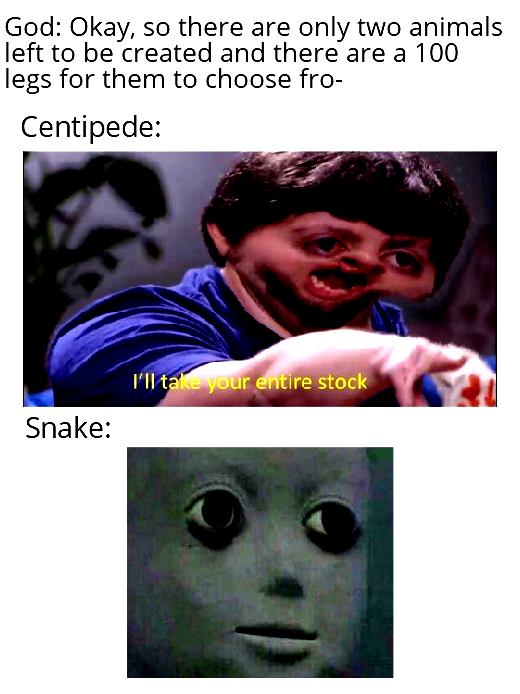 God: Okay, so there are only two animals
left to be created and there are a 100
legs for them to choose fro-
Centipede:
I'll take your entire stock
Snake: